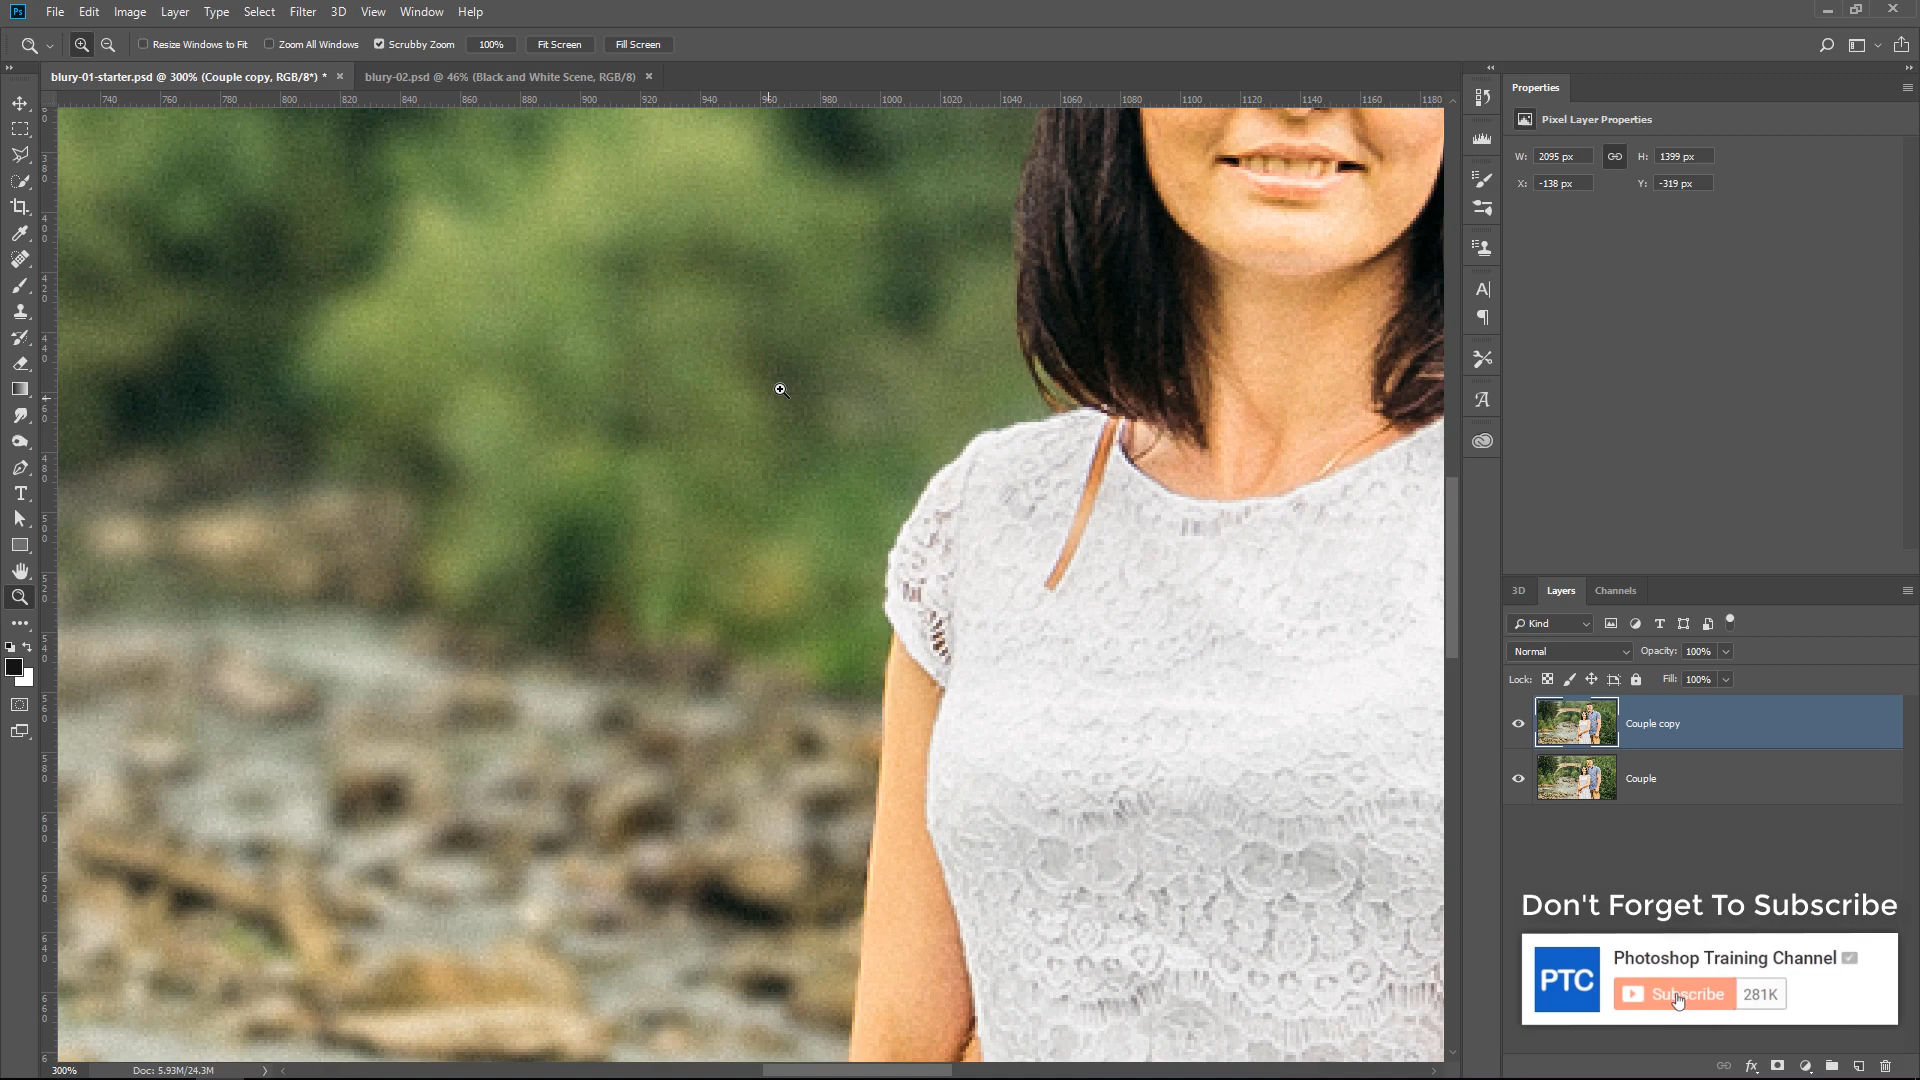 Ps File Edit Image Layer Type Select Filter 3D View Window Help
Resize Windows to Fit Zoom All Windows Scrubby Zoom 100% Fit Screen Fill Screen
blury-01-starter.psd @ 300% (Couple copy, RGB/8*) * × blury-02.psd @ 46% (Black and White Scene, RGB/8) ×
740 760 780 800 820 840 860 880 900 920 940 960 980 1000 1020 1040 1060 1080 1100 1120 1140 1160 1180
Properties
Pixel Layer Properties
W: 2095 px H: 1399 px
X: -138 px Y: -319 px
3D Layers Channels
Kind
Normal Opacity: 100%
Lock: Fill: 100%
Couple copy
Couple
Don't Forget To Subscribe
PTC
Photoshop Training Channel
Subscribe 281K
300% Doc: 5.93M/24.3M
fx